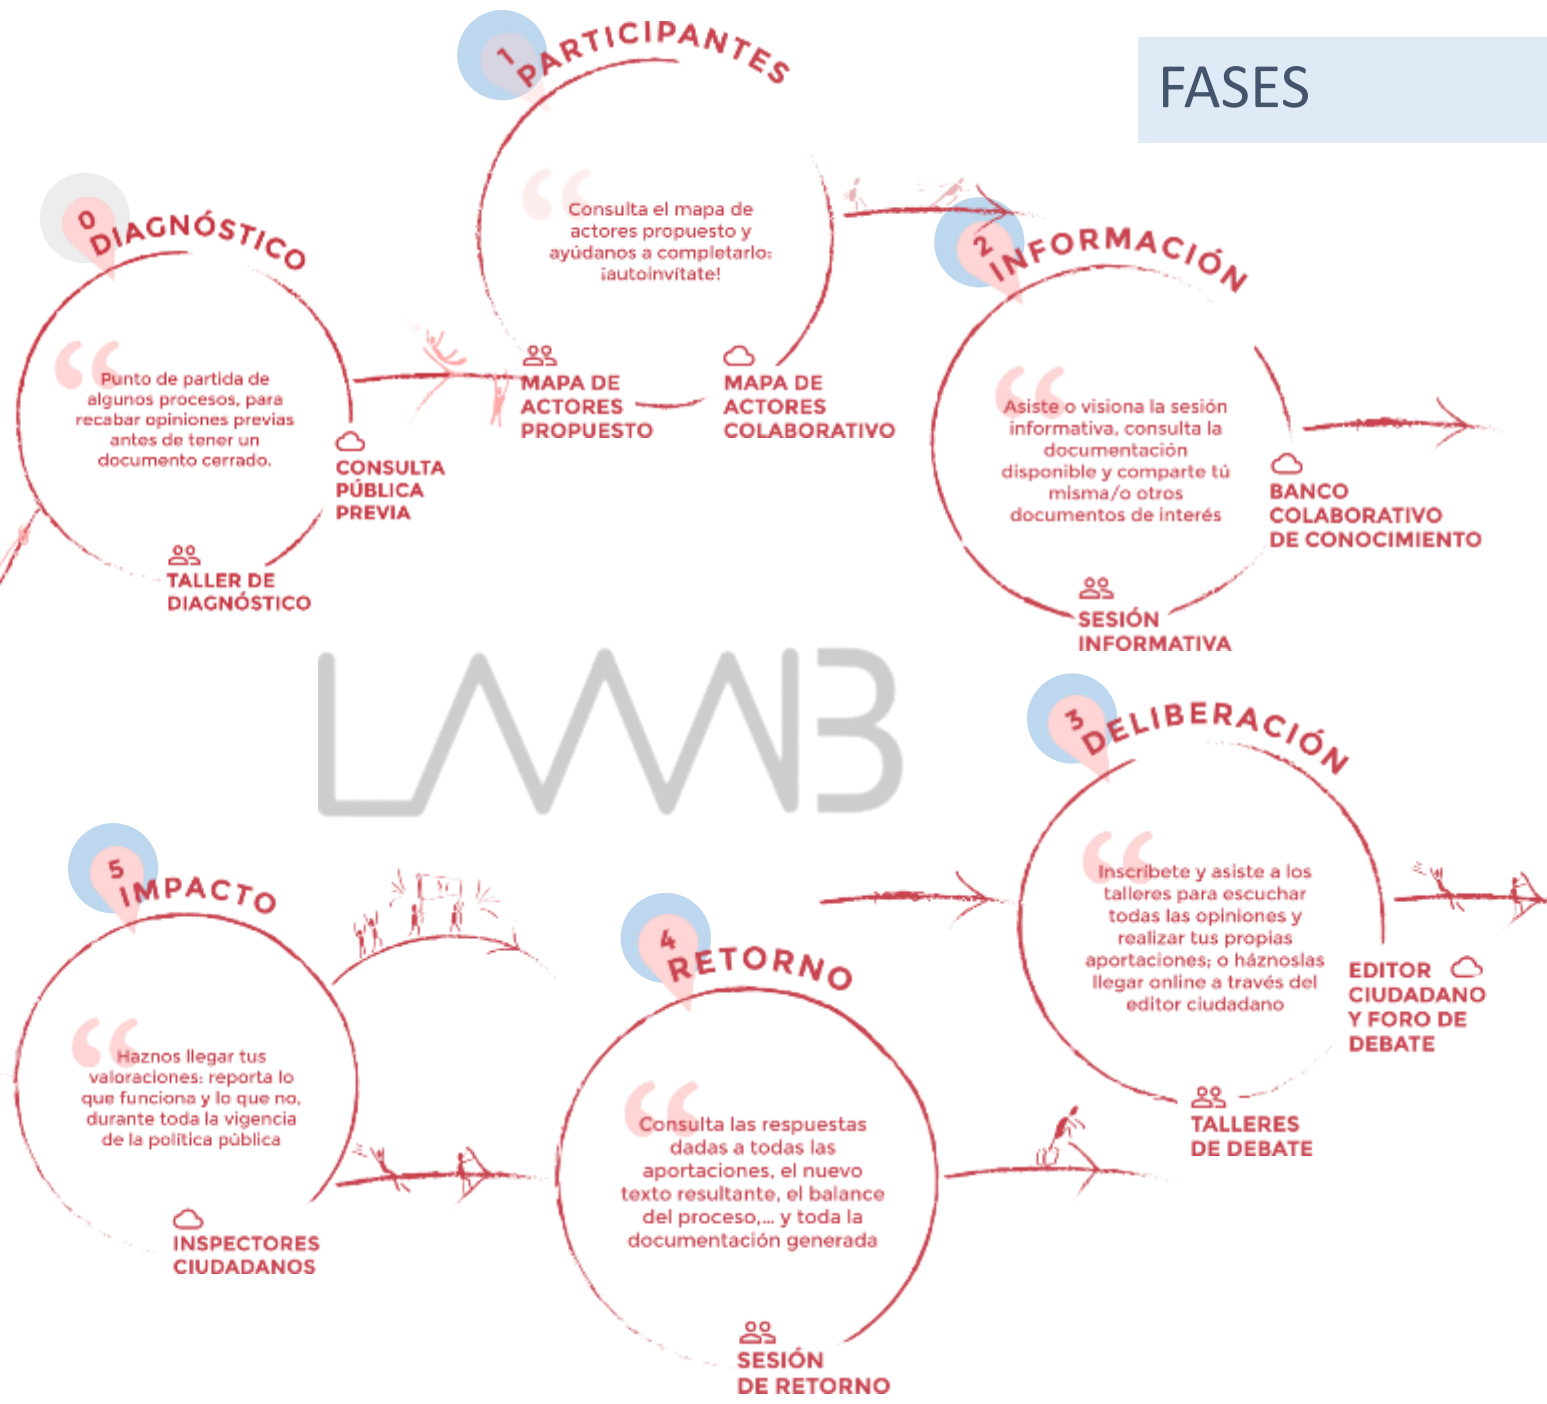 FASES
0
DIAGNÓSTICO
Punto de partida de
algunos procesos, para
recabar opiniones previas
antes de tener un
documento cerrado.
CONSULTA
PÚBLICA
PREVIA
TALLER DE
DIAGNÓSTICO
1
PARTICIPANTES
Consulta el mapa de
actores propuesto y
ayúdanos a completarlo:
¡autoinvítate!
MAPA DE
ACTORES
PROPUESTO
MAPA DE
ACTORES
COLABORATIVO
2
INFORMACIÓN
Asiste o visiona la sesión
informativa, consulta la
documentación
disponible y comparte tú
misma/o otros
documentos de interés
BANCO
COLABORATIVO
DE CONOCIMIENTO
SESIÓN
INFORMATIVA
LAAAB
3
DELIBERACIÓN
Inscríbete y asiste a los
talleres para escuchar
todas las opiniones y
realizar tus propias
aportaciones; o háznoslas
llegar online a través del
editor ciudadano
EDITOR
CIUDADANO
Y FORO DE
DEBATE
TALLERES
DE DEBATE
4
RETORNO
Consulta las respuestas
dadas a todas las
aportaciones, el nuevo
texto resultante, el balance
del proceso,... y toda la
documentación generada
SESIÓN
DE RETORNO
5
IMPACTO
Haznos llegar tus
valoraciones: reporta lo
que funciona y lo que no,
durante toda la vigencia
de la política pública
INSPECTORES
CIUDADANOS